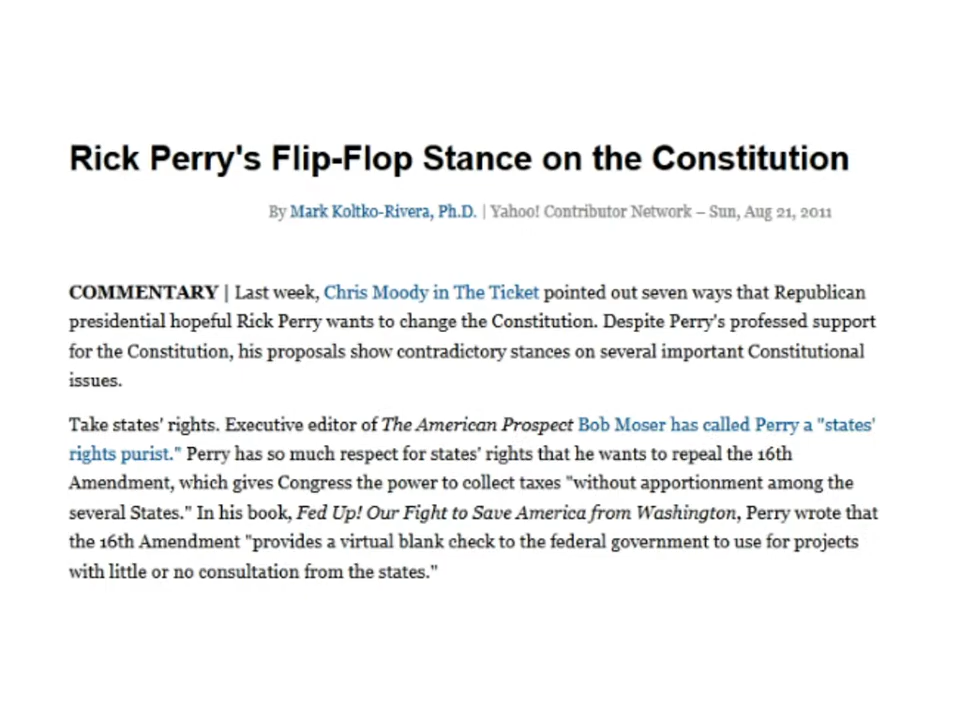 Rick Perry's Flip-Flop Stance on the Constitution
By Mark Koltko-Rivera, Ph.D. | Yahoo! Contributor Network – Sun, Aug 21, 2011
COMMENTARY | Last week, Chris Moody in The Ticket pointed out seven ways that Republican
presidential hopeful Rick Perry wants to change the Constitution. Despite Perry's professed support
for the Constitution, his proposals show contradictory stances on several important Constitutional
issues.
Take states' rights. Executive editor of The American Prospect Bob Moser has called Perry a "states'
rights purist." Perry has so much respect for states' rights that he wants to repeal the 16th
Amendment, which gives Congress the power to collect taxes "without apportionment among the
several States." In his book, Fed Up! Our Fight to Save America from Washington, Perry wrote that
the 16th Amendment "provides a virtual blank check to the federal government to use for projects
with little or no consultation from the states."